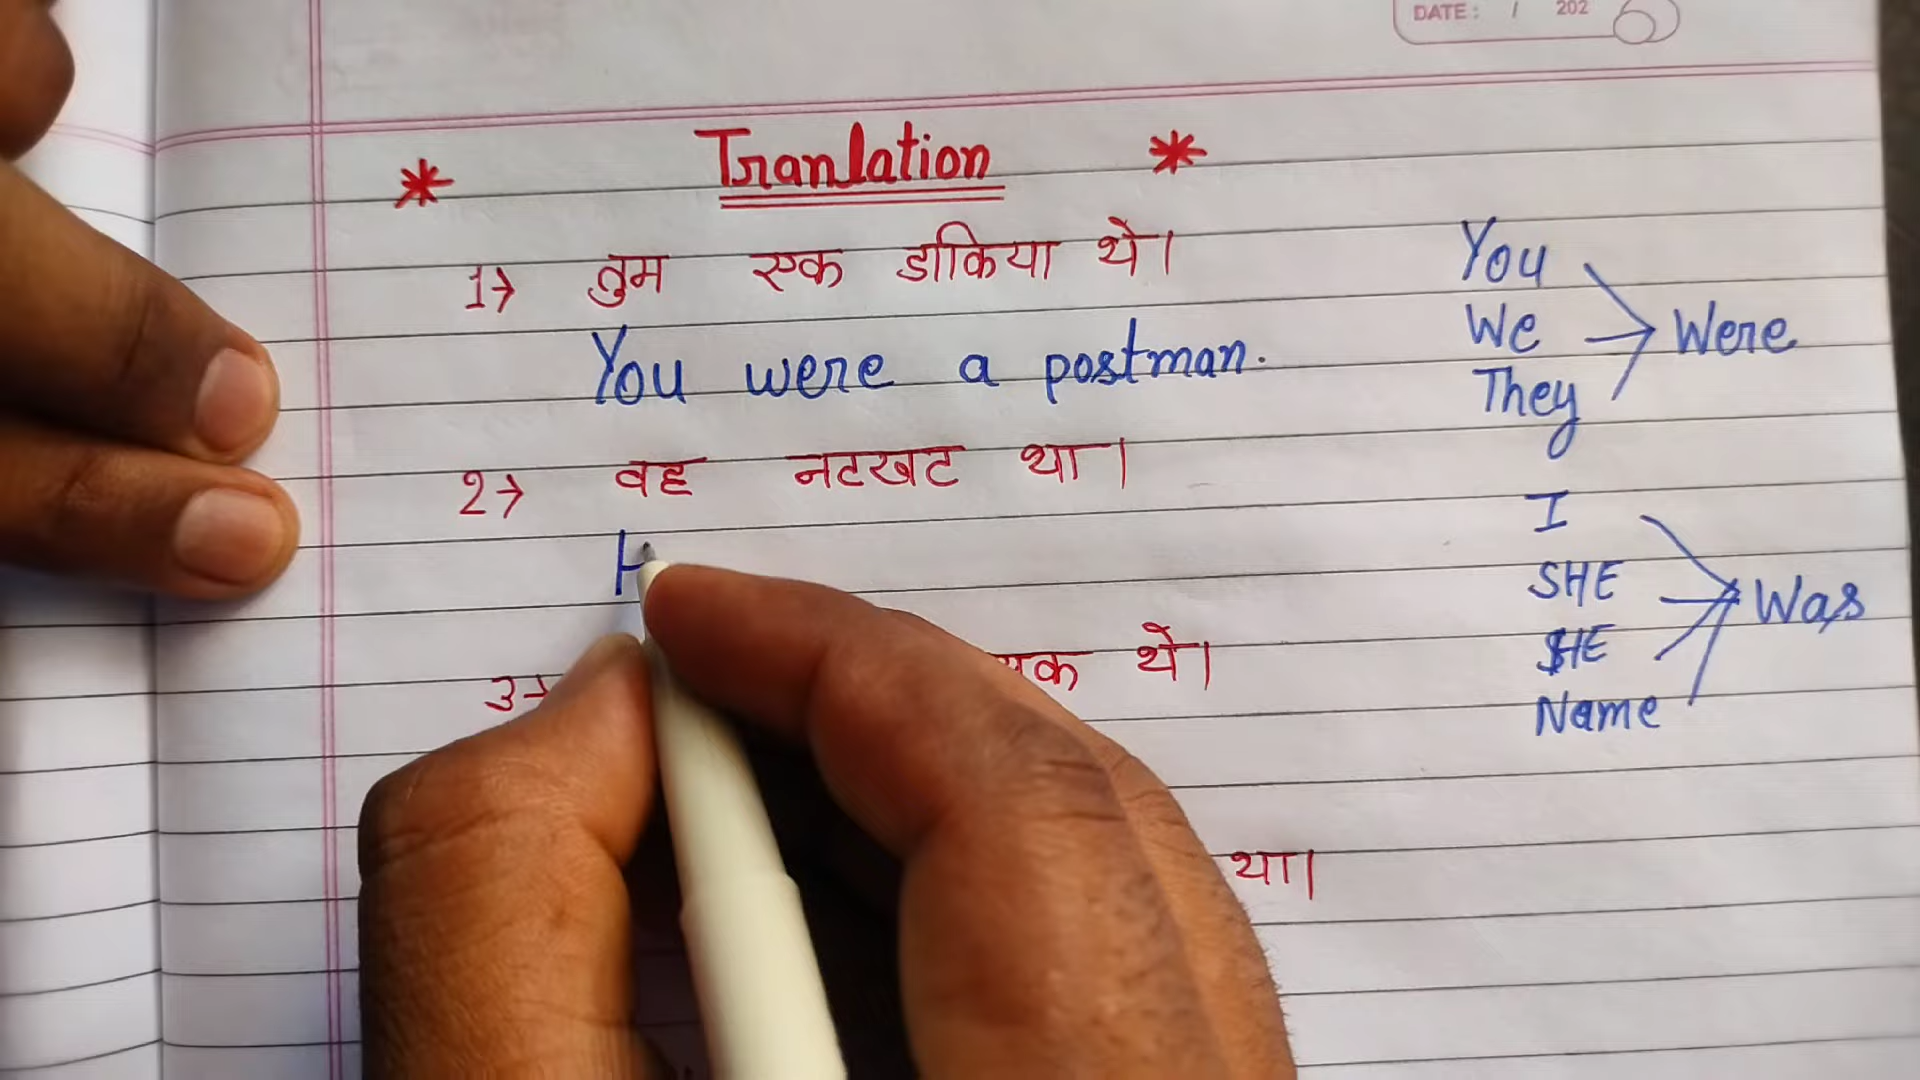 DATE: / 202
* Tranlation *
1→ तुम एक डाकिया थे।
You were a postman.
2→ वह नटखट था।
H
3→ थे।
था।
You
We
They
Were
I
SHE
SHE
Name
Was